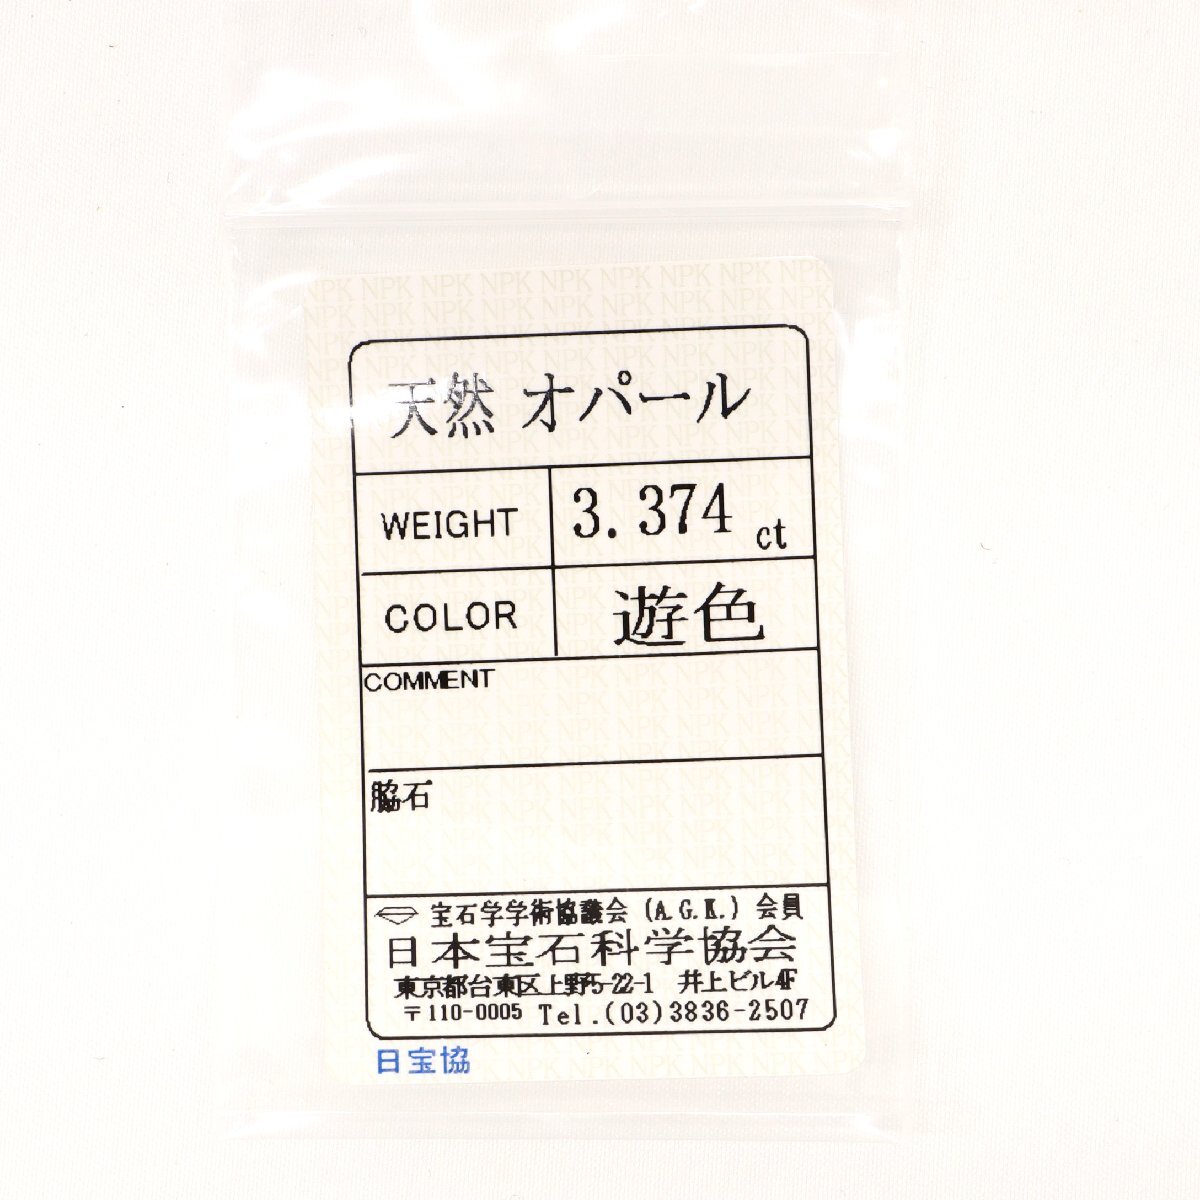 天然 オパール
WEIGHT 3.374 ct
COLOR 遊色
COMMENT
脇石
宝石学学術協議会 (A.G.K.) 会員
日本宝石科学協会
東京都台東区上野5-22-1 井上ビル4F
〒110-0005 Tel.(03)3836-2507
日宝協